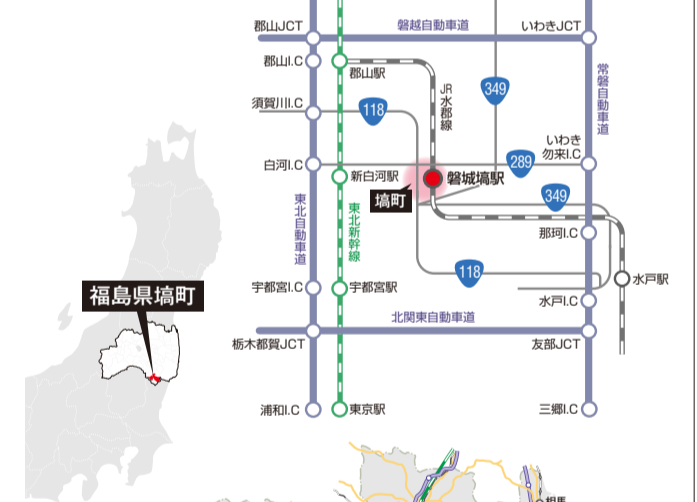 郡山JCT
磐越自動車道
いわきJCT
郡山I.C
郡山駅
JR水郡線
349
常磐自動車道
須賀川I.C
118
いわき
勿来I.C
白河I.C
新白河駅
磐城塙駅
289
塙町
349
東北自動車道
東北新幹線
那珂I.C
福島県塙町
宇都宮I.C
宇都宮駅
118
水戸駅
水戸I.C
北関東自動車道
栃木都賀JCT
友部JCT
浦和I.C
東京駅
三郷I.C
相馬